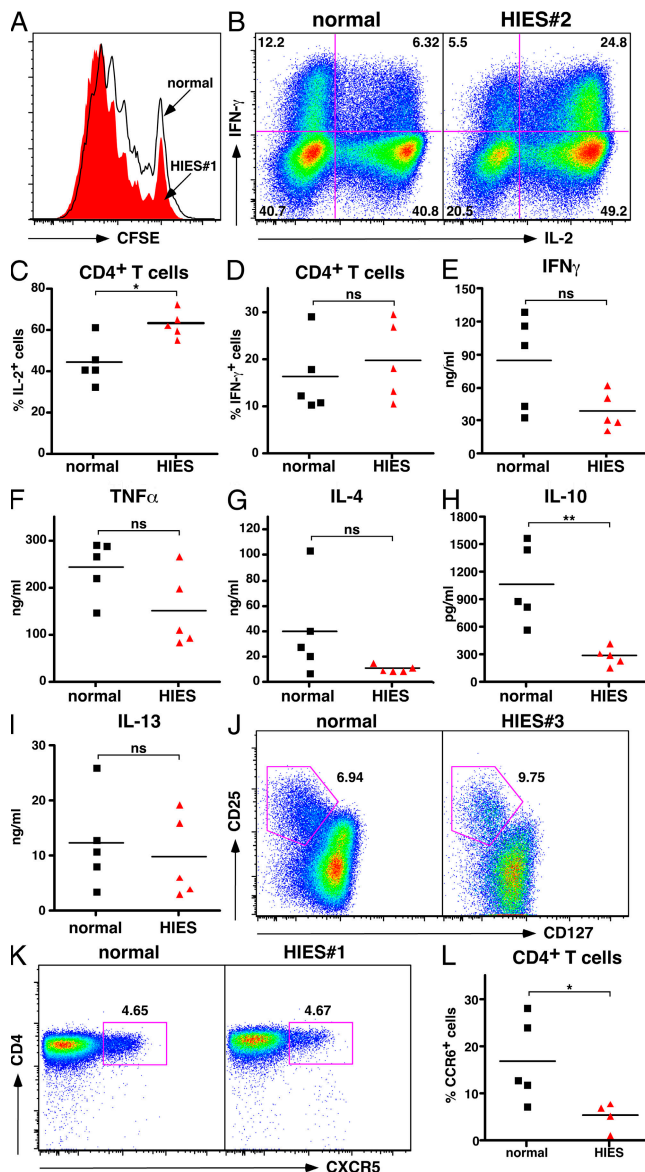 A
normal
HIES#1
CFSE
B
normal
HIES#2
12.2
6.32
5.5
24.8
IFN-γ
40.7
40.8
20.5
49.2
IL-2
C
CD4+ T cells
*
% IL-2+ cells
80
60
40
20
0
normal
HIES
D
CD4+ T cells
ns
% IFN-γ+ cells
30
20
10
0
normal
HIES
E
IFNγ
ns
ng/ml
150
120
90
60
30
0
normal
HIES
F
TNFα
ns
ng/ml
300
200
100
0
normal
HIES
G
IL-4
ns
ng/ml
120
100
80
60
40
20
0
normal
HIES
H
IL-10
**
pg/ml
1800
1500
1200
900
600
300
0
normal
HIES
I
IL-13
ns
ng/ml
30
20
10
0
normal
HIES
J
normal
HIES#3
6.94
9.75
CD25
CD127
K
normal
HIES#1
4.65
4.67
CD4
CXCR5
L
CD4+ T cells
*
% CCR6+ cells
30
20
10
0
normal
HIES